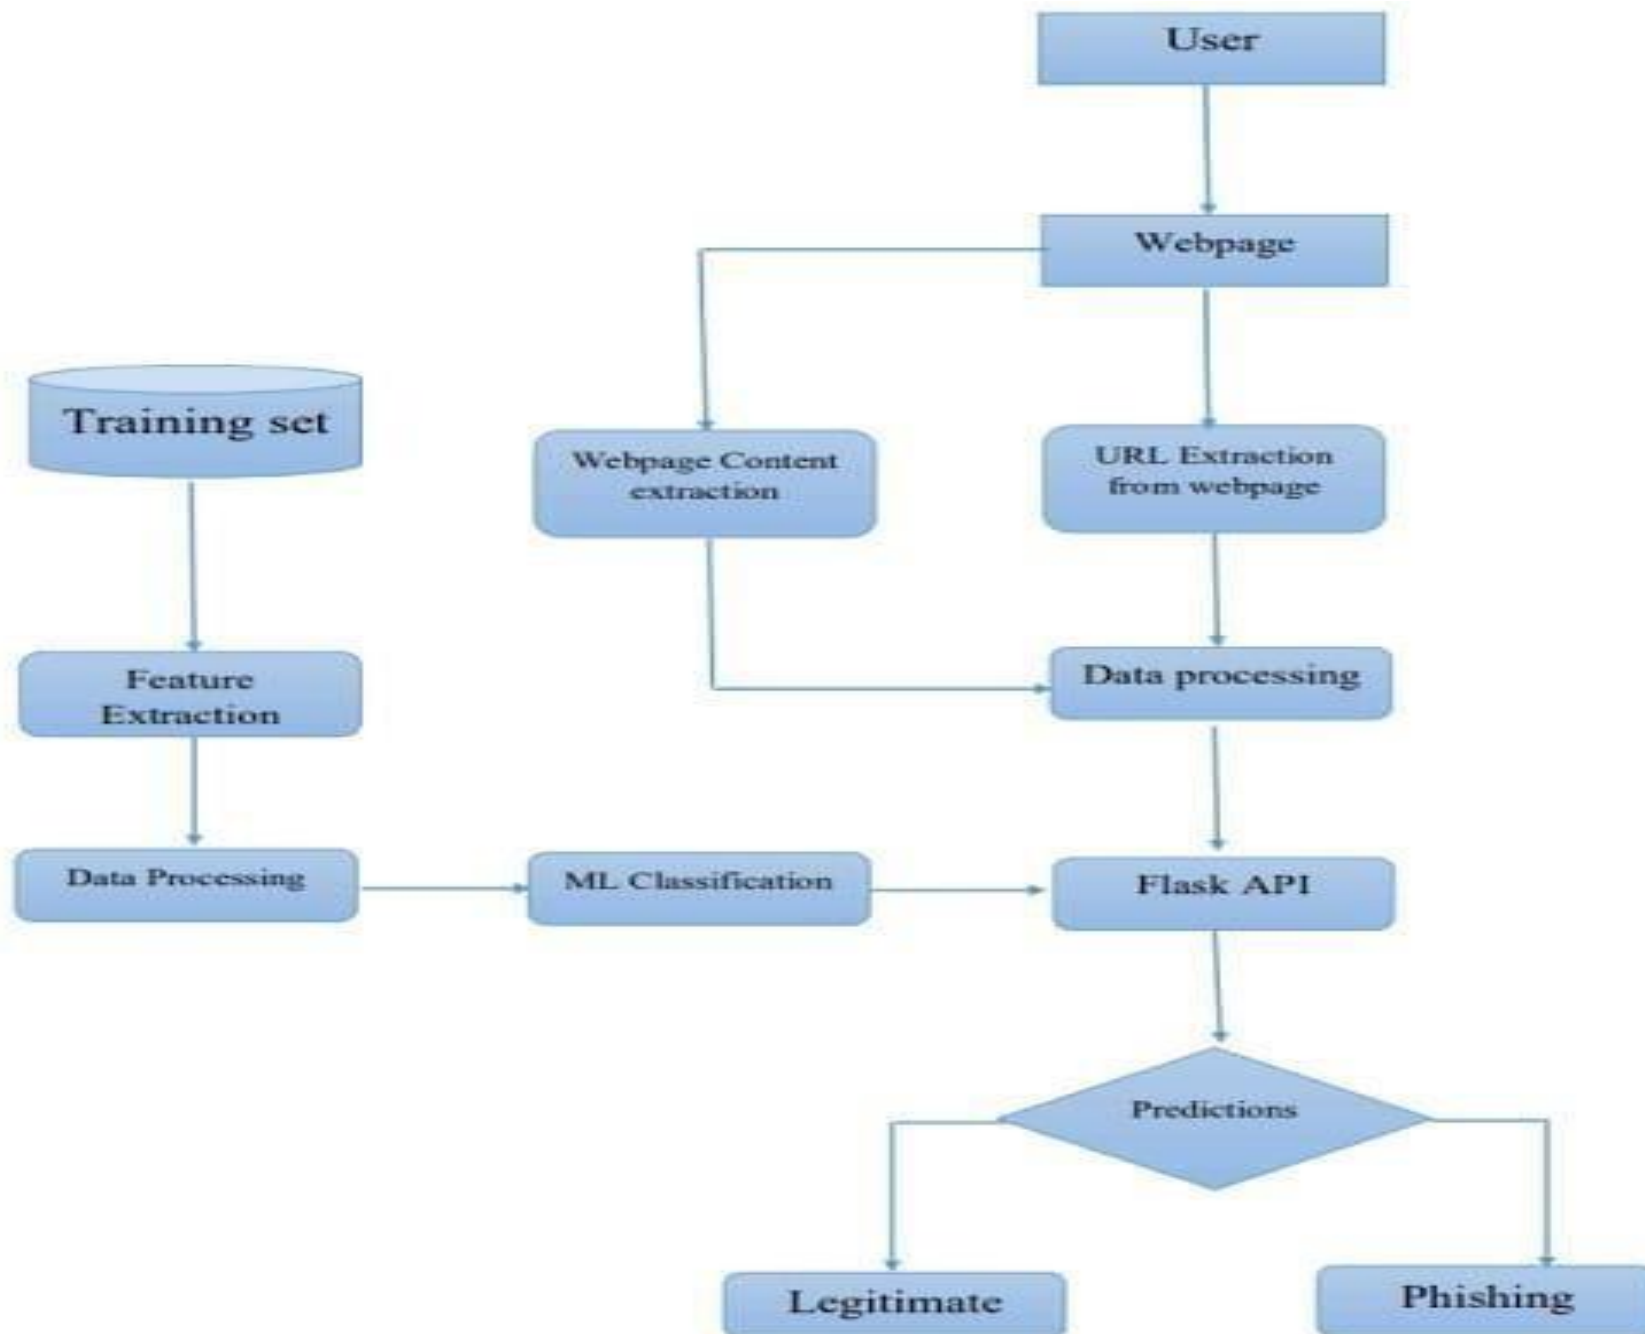 User
Webpage
Training set
Webpage Content
extraction
URL Extraction
from webpage
Feature
Extraction
Data processing
Data Processing
ML Classification
Flask API
Predictions
Legitimate
Phishing